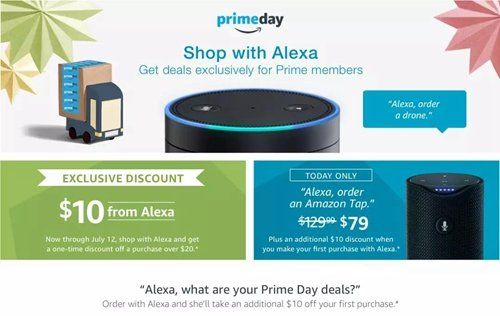 primeday
Shop with Alexa
Get deals exclusively for Prime members
"Alexa, order
a drone."
EXCLUSIVE DISCOUNT
$10 from Alexa
Now through July 12, shop with Alexa and get
a one-time discount off a purchase over $20.*
TODAY ONLY
"Alexa, order
an Amazon Tap."
$129⁹⁹ $79
Plus an additional $10 discount when
you make your first purchase with Alexa.*
"Alexa, what are your Prime Day deals?"
Order with Alexa and she'll take an additional $10 off your first purchase.*